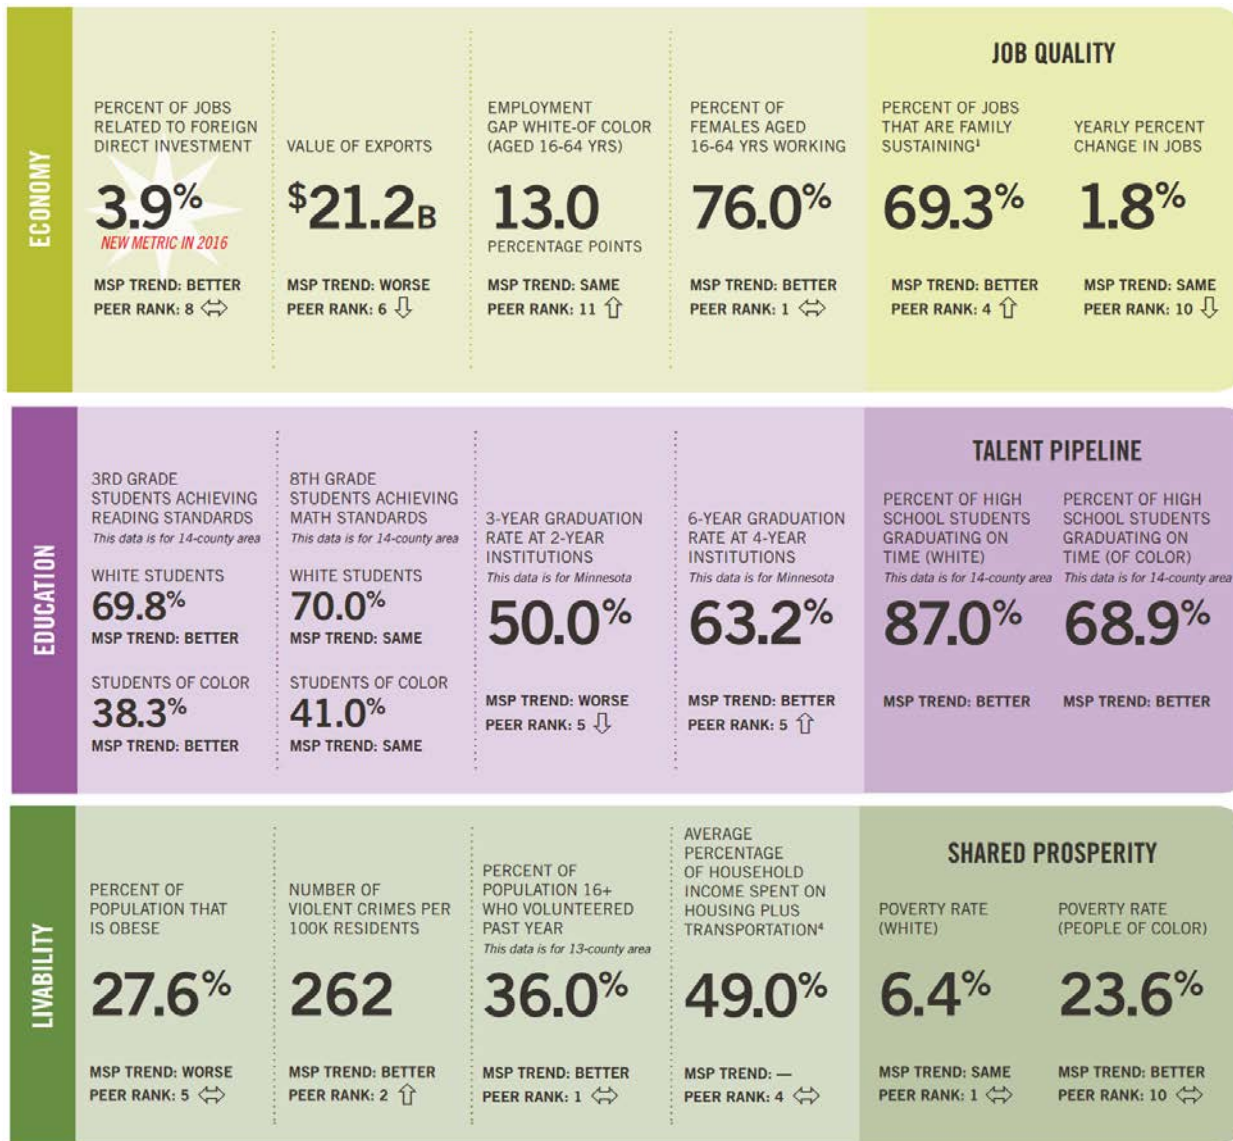 ECONOMY
PERCENT OF JOBS
RELATED TO FOREIGN
DIRECT INVESTMENT
3.9%
NEW METRIC IN 2016
MSP TREND: BETTER
PEER RANK: 8
VALUE OF EXPORTS
$21.2B
MSP TREND: WORSE
PEER RANK: 6
EMPLOYMENT
GAP WHITE-OF COLOR
(AGED 16-64 YRS)
13.0
PERCENTAGE POINTS
MSP TREND: SAME
PEER RANK: 11
PERCENT OF
FEMALES AGED
16-64 YRS WORKING
76.0%
MSP TREND: BETTER
PEER RANK: 1
JOB QUALITY
PERCENT OF JOBS
THAT ARE FAMILY
SUSTAINING¹
69.3%
MSP TREND: BETTER
PEER RANK: 4
YEARLY PERCENT
CHANGE IN JOBS
1.8%
MSP TREND: SAME
PEER RANK: 10
EDUCATION
3RD GRADE
STUDENTS ACHIEVING
READING STANDARDS
This data is for 14-county area
WHITE STUDENTS
69.8%
MSP TREND: BETTER
STUDENTS OF COLOR
38.3%
MSP TREND: BETTER
8TH GRADE
STUDENTS ACHIEVING
MATH STANDARDS
This data is for 14-county area
WHITE STUDENTS
70.0%
MSP TREND: SAME
STUDENTS OF COLOR
41.0%
MSP TREND: SAME
3-YEAR GRADUATION
RATE AT 2-YEAR
INSTITUTIONS
This data is for Minnesota
50.0%
MSP TREND: WORSE
PEER RANK: 5
6-YEAR GRADUATION
RATE AT 4-YEAR
INSTITUTIONS
This data is for Minnesota
63.2%
MSP TREND: BETTER
PEER RANK: 5
TALENT PIPELINE
PERCENT OF HIGH
SCHOOL STUDENTS
GRADUATING ON
TIME (WHITE)
This data is for 14-county area
87.0%
MSP TREND: BETTER
PERCENT OF HIGH
SCHOOL STUDENTS
GRADUATING ON
TIME (OF COLOR)
This data is for 14-county area
68.9%
MSP TREND: BETTER
LIVABILITY
PERCENT OF
POPULATION THAT
IS OBESE
27.6%
MSP TREND: WORSE
PEER RANK: 5
NUMBER OF
VIOLENT CRIMES PER
100K RESIDENTS
262
MSP TREND: BETTER
PEER RANK: 2
PERCENT OF
POPULATION 16+
WHO VOLUNTEERED
PAST YEAR
This data is for 13-county area
36.0%
MSP TREND: BETTER
PEER RANK: 1
AVERAGE
PERCENTAGE
OF HOUSEHOLD
INCOME SPENT ON
HOUSING PLUS
TRANSPORTATION⁴
49.0%
MSP TREND: —
PEER RANK: 4
SHARED PROSPERITY
POVERTY RATE
(WHITE)
6.4%
MSP TREND: SAME
PEER RANK: 1
POVERTY RATE
(PEOPLE OF COLOR)
23.6%
MSP TREND: BETTER
PEER RANK: 10